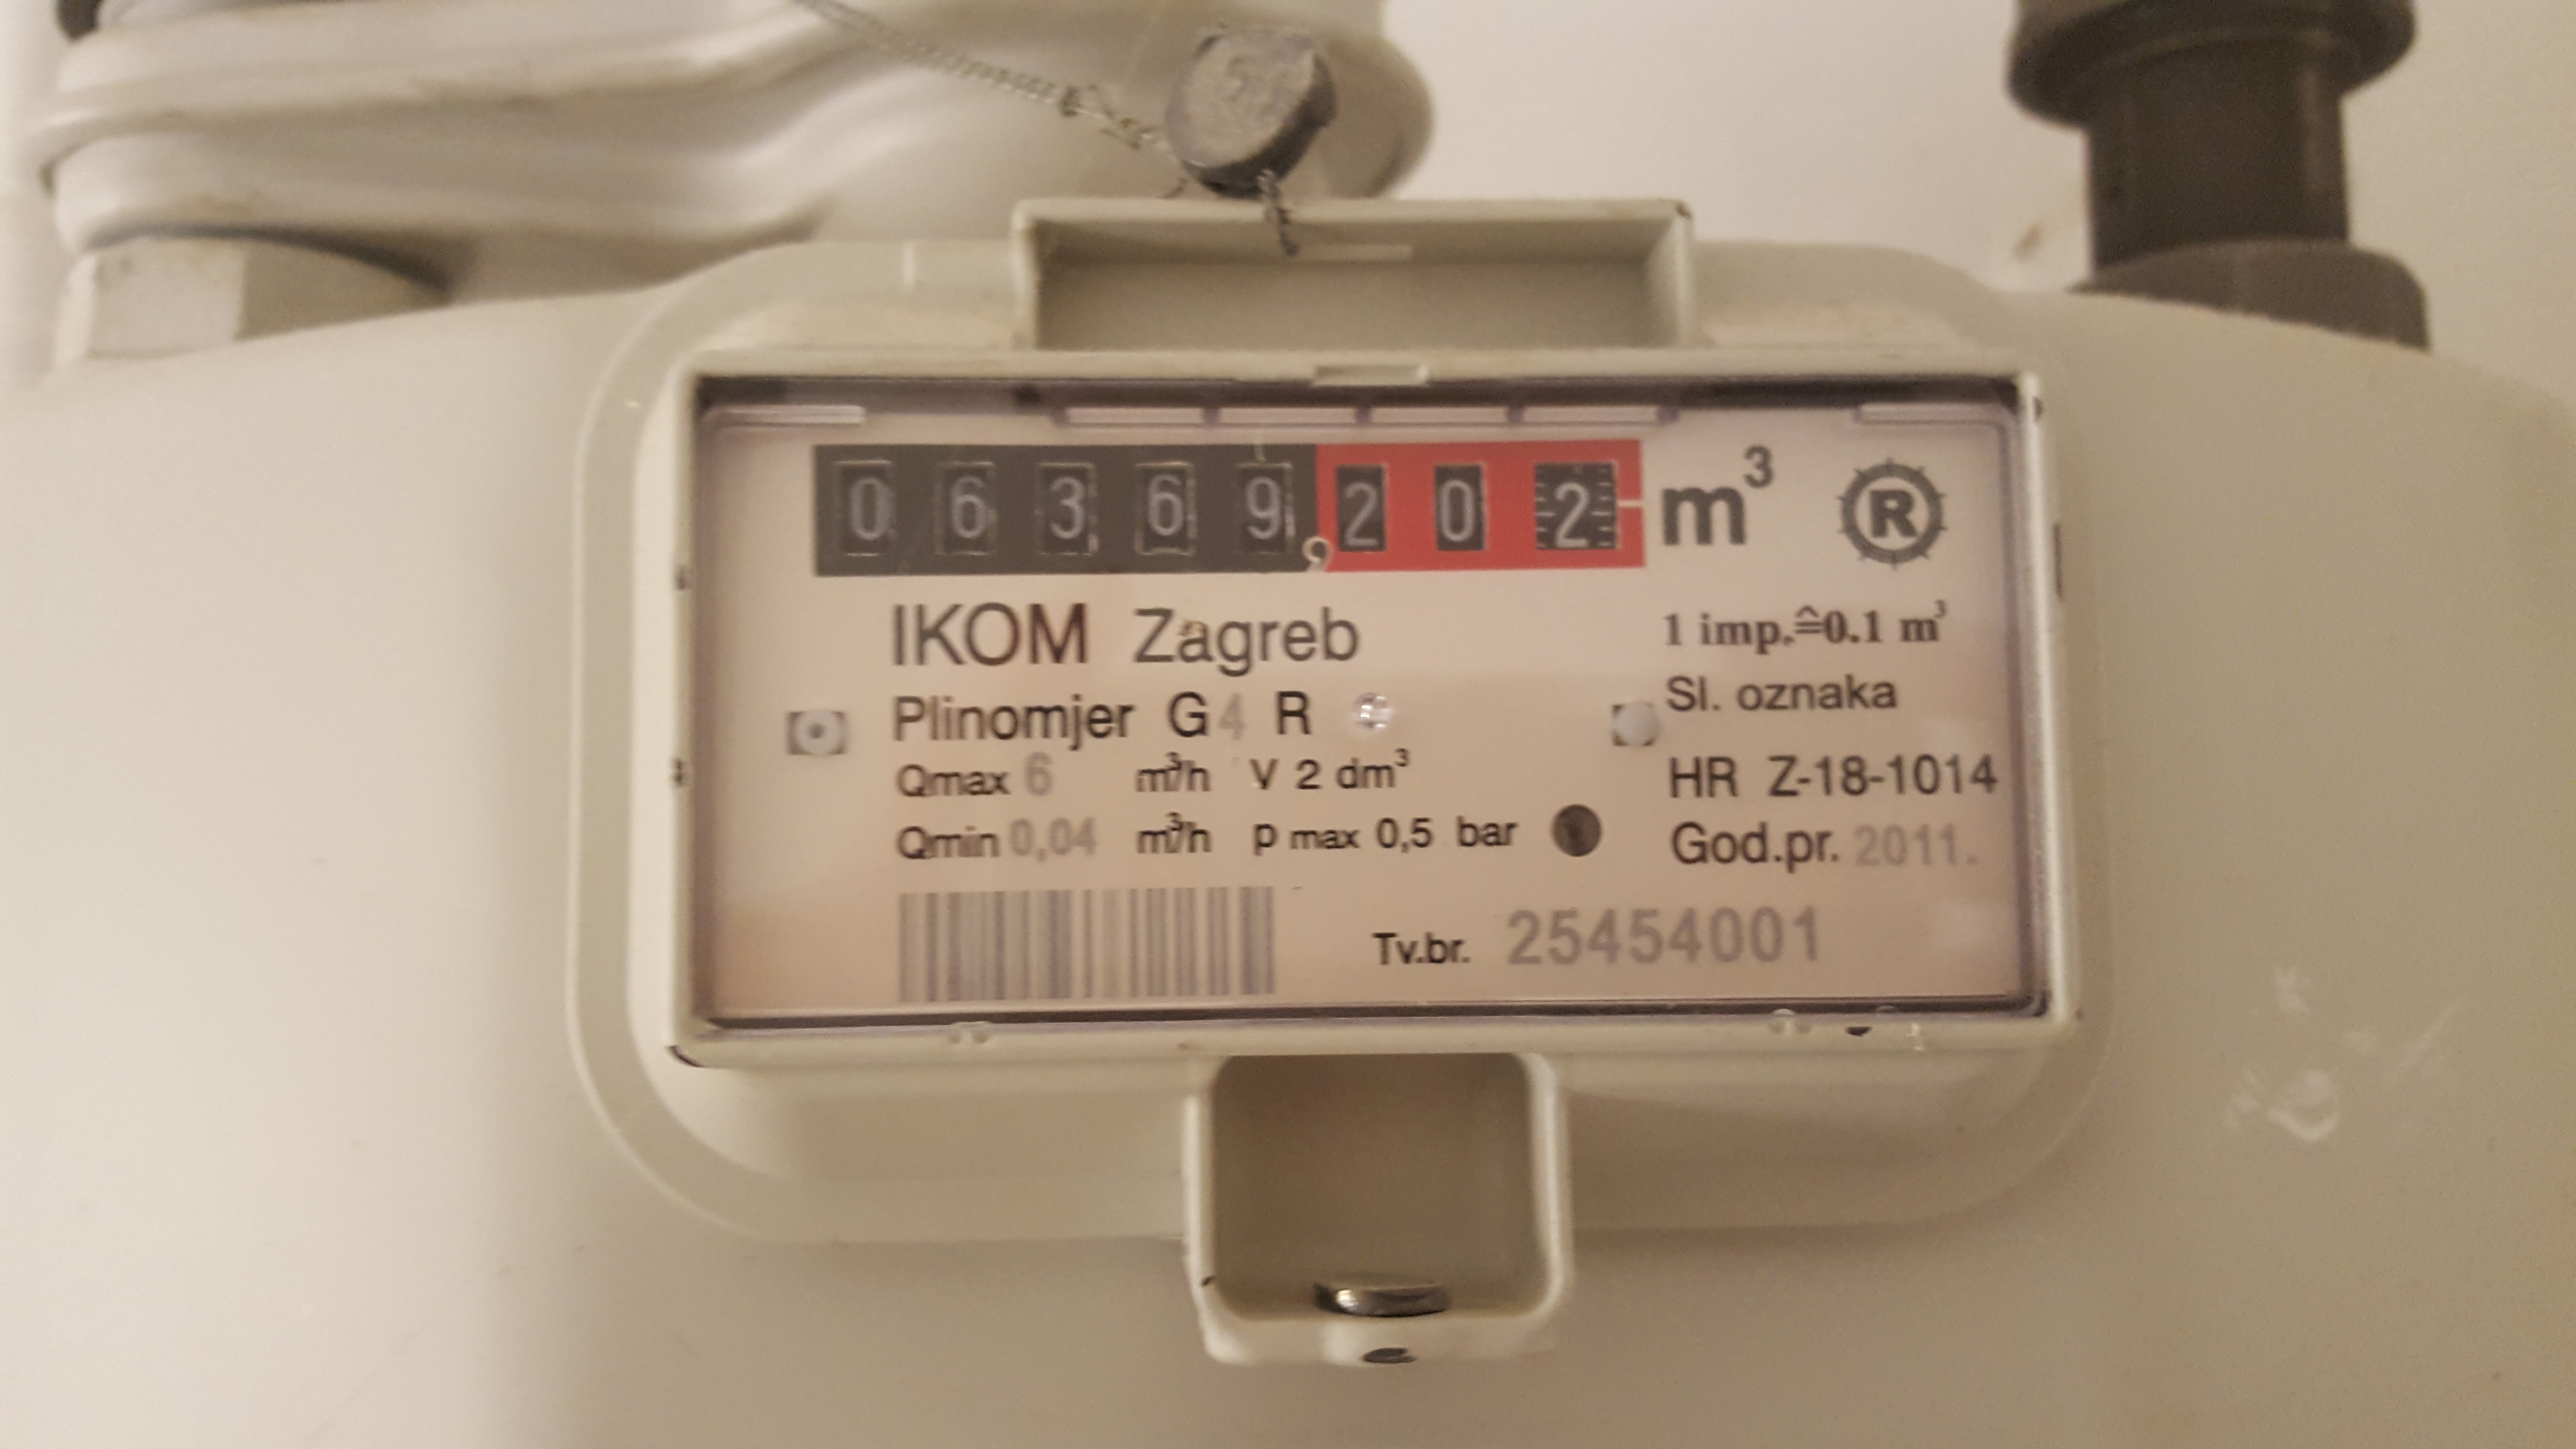 06369,202 m³ R
IKOM Zagreb
Plinomjer G4 R
Qmax 6 m³/h V 2 dm³
Qmin 0,04 m³/h p max 0,5 bar
1 imp.≙0.1 m³
Sl. oznaka
HR Z-18-1014
God.pr. 2011.
Tv.br. 25454001